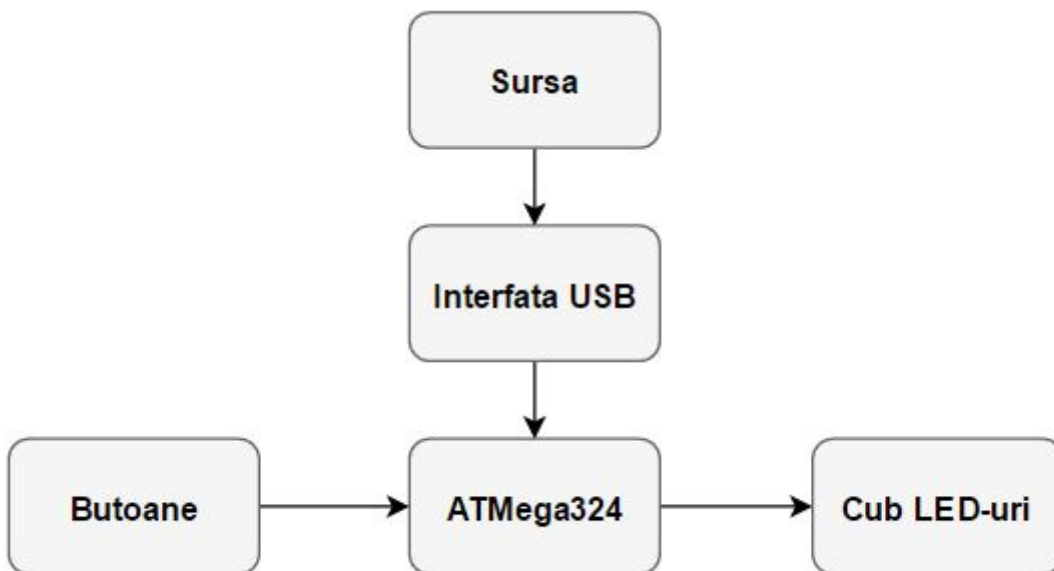 Sursa
Interfata USB
Butoane
ATMega324
Cub LED-uri